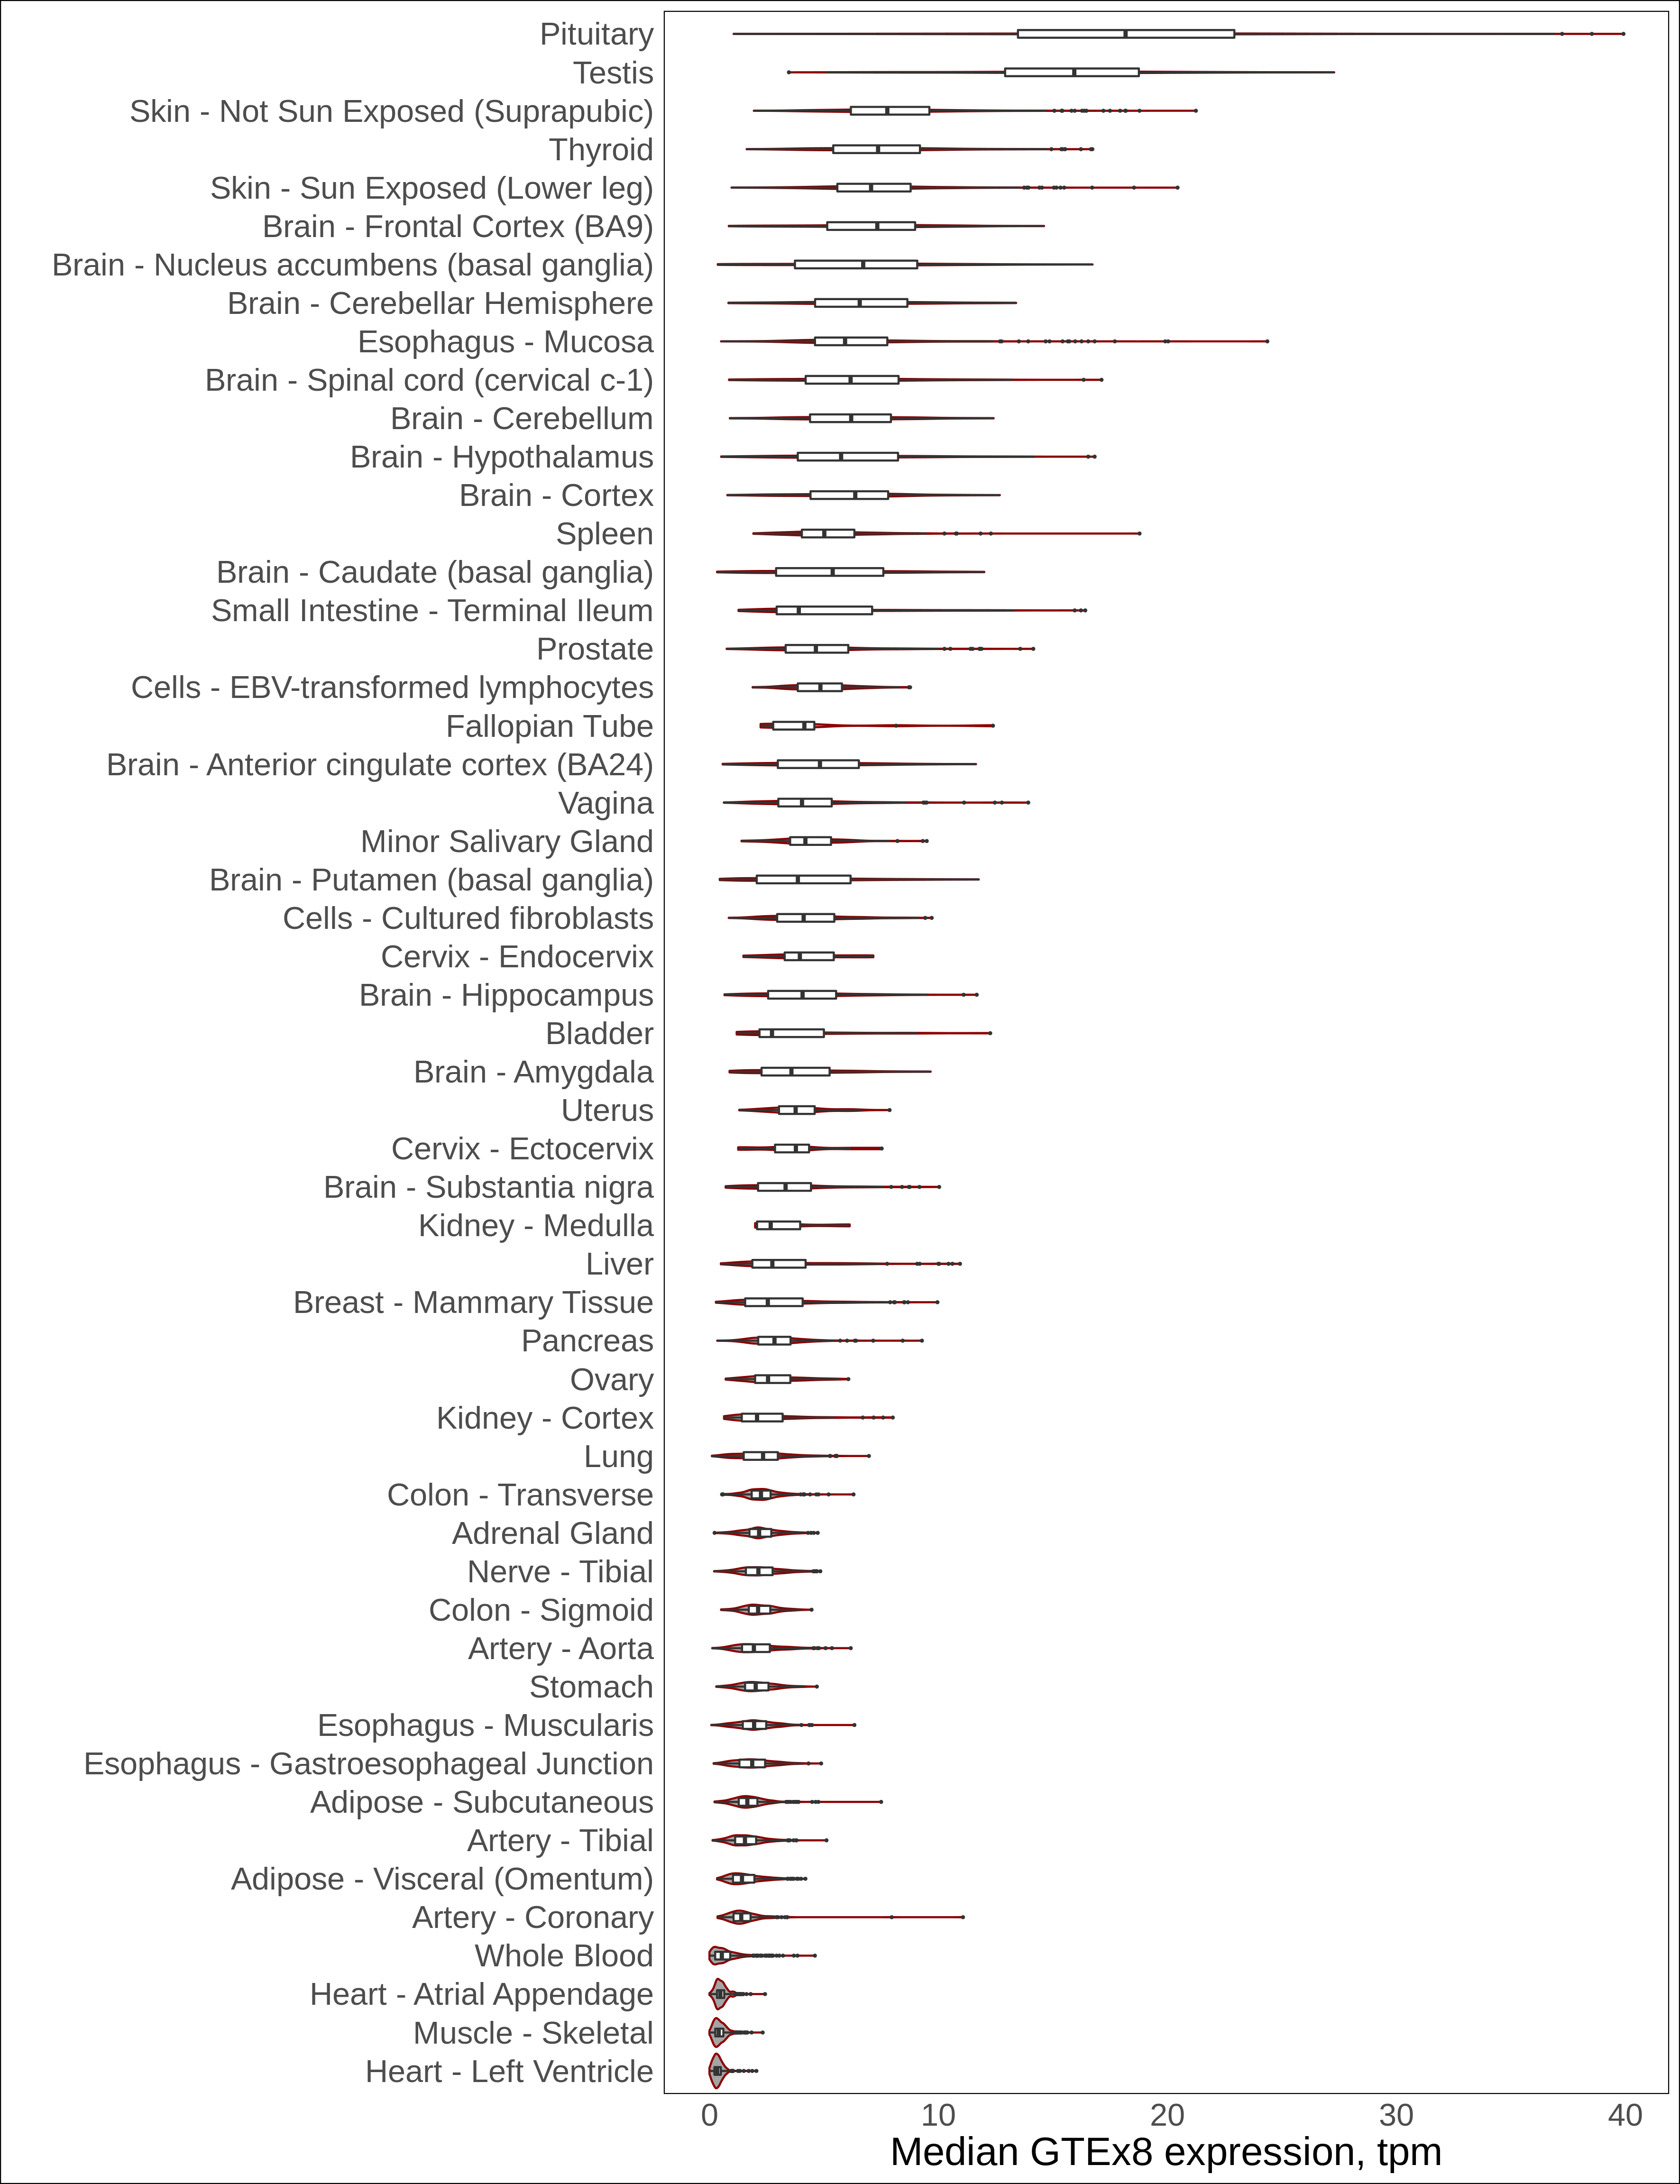 Pituitary
Testis
Skin - Not Sun Exposed (Suprapubic)
Thyroid
Skin - Sun Exposed (Lower leg)
Brain - Frontal Cortex (BA9)
Brain - Nucleus accumbens (basal ganglia)
Brain - Cerebellar Hemisphere
Esophagus - Mucosa
Brain - Spinal cord (cervical c-1)
Brain - Cerebellum
Brain - Hypothalamus
Brain - Cortex
Spleen
Brain - Caudate (basal ganglia)
Small Intestine - Terminal Ileum
Prostate
Cells - EBV-transformed lymphocytes
Fallopian Tube
Brain - Anterior cingulate cortex (BA24)
Vagina
Minor Salivary Gland
Brain - Putamen (basal ganglia)
Cells - Cultured fibroblasts
Cervix - Endocervix
Brain - Hippocampus
Bladder
Brain - Amygdala
Uterus
Cervix - Ectocervix
Brain - Substantia nigra
Kidney - Medulla
Liver
Breast - Mammary Tissue
Pancreas
Ovary
Kidney - Cortex
Lung
Colon - Transverse
Adrenal Gland
Nerve - Tibial
Colon - Sigmoid
Artery - Aorta
Stomach
Esophagus - Muscularis
Esophagus - Gastroesophageal Junction
Adipose - Subcutaneous
Artery - Tibial
Adipose - Visceral (Omentum)
Artery - Coronary
Whole Blood
Heart - Atrial Appendage
Muscle - Skeletal
Heart - Left Ventricle
0 10 20 30 40
Median GTEx8 expression, tpm